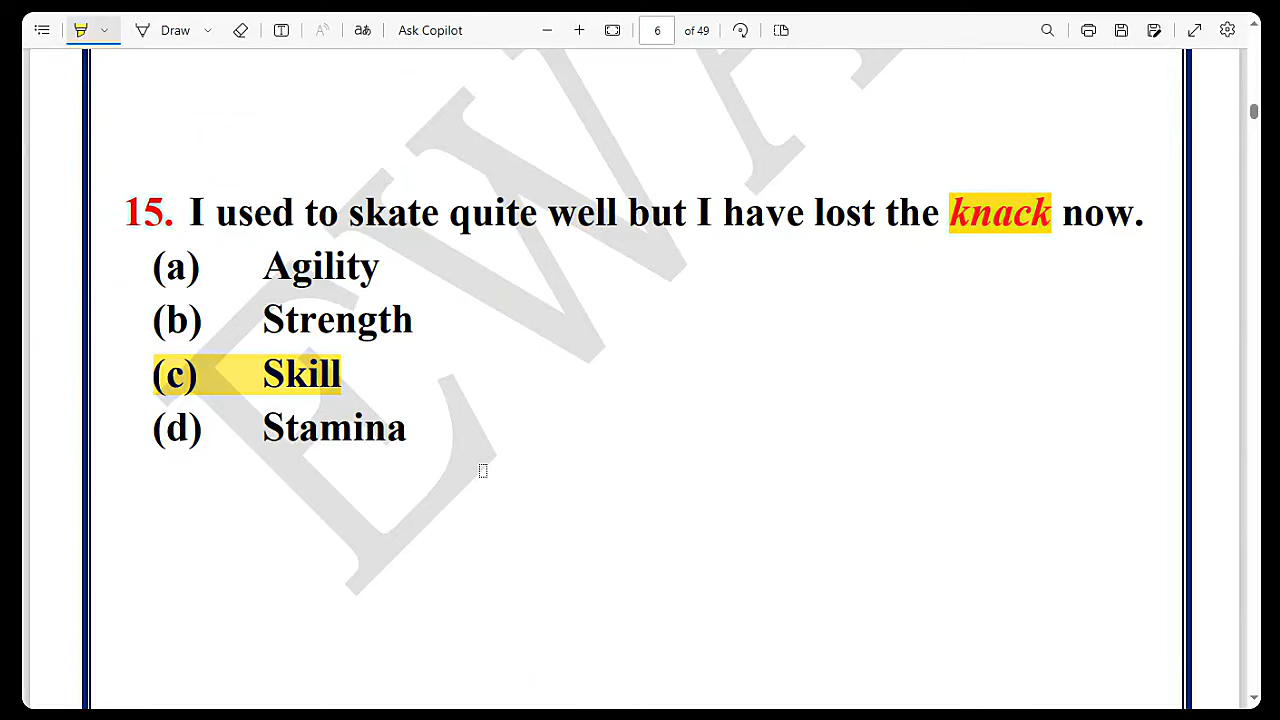 Draw
Ask Copilot
6 of 49
15. I used to skate quite well but I have lost the knack now.
(a) Agility
(b) Strength
(c) Skill
(d) Stamina